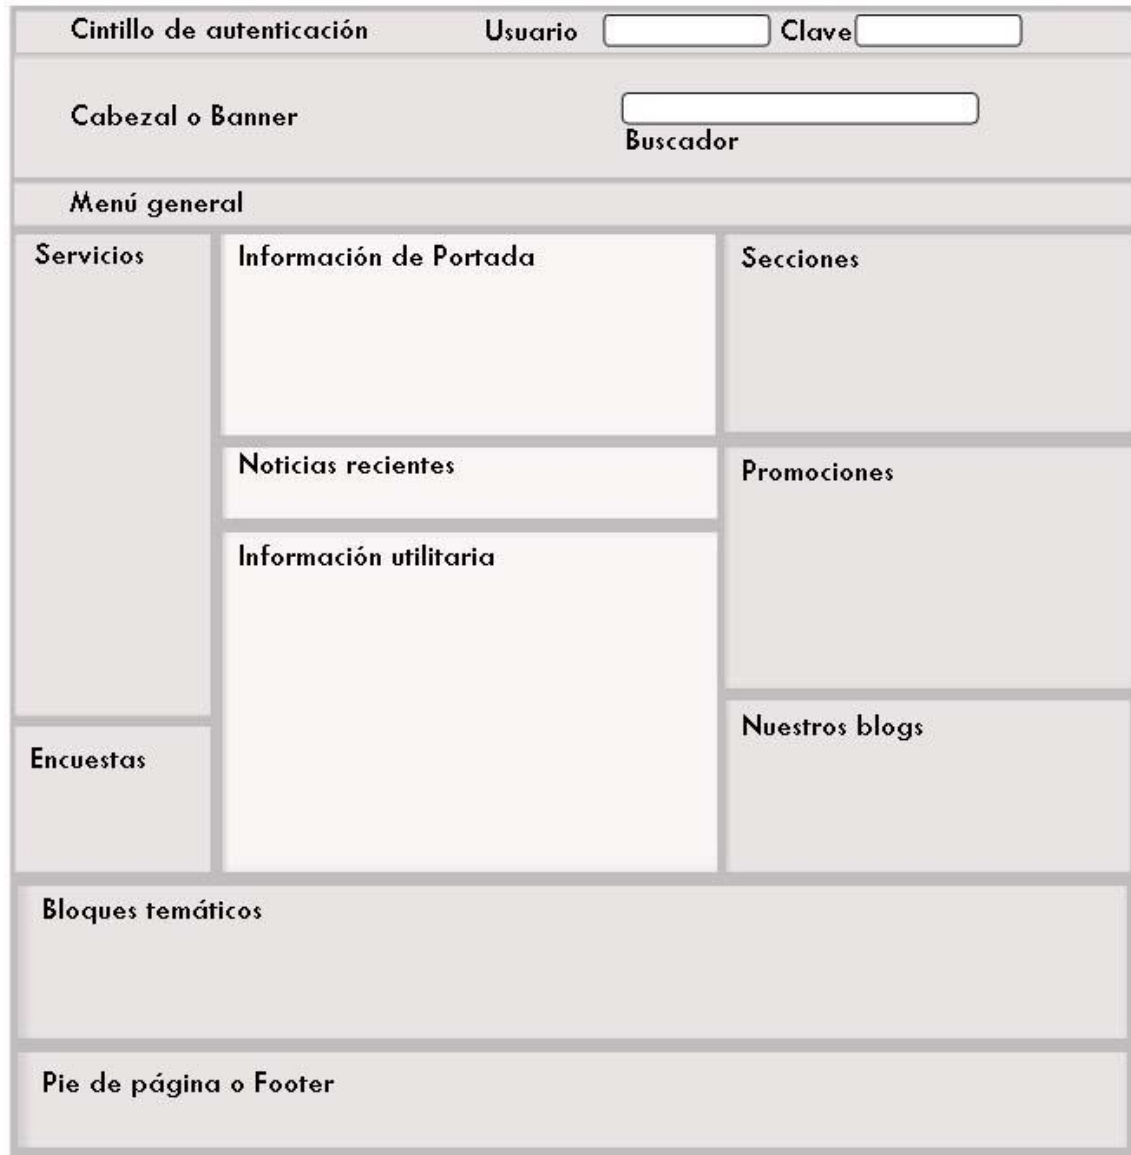 Cintillo de autenticación Usuario Clave
Cabezal o Banner
Buscador
Menú general
Servicios
Información de Portada
Secciones
Noticias recientes
Promociones
Información utilitaria
Nuestros blogs
Encuestas
Bloques temáticos
Pie de página o Footer